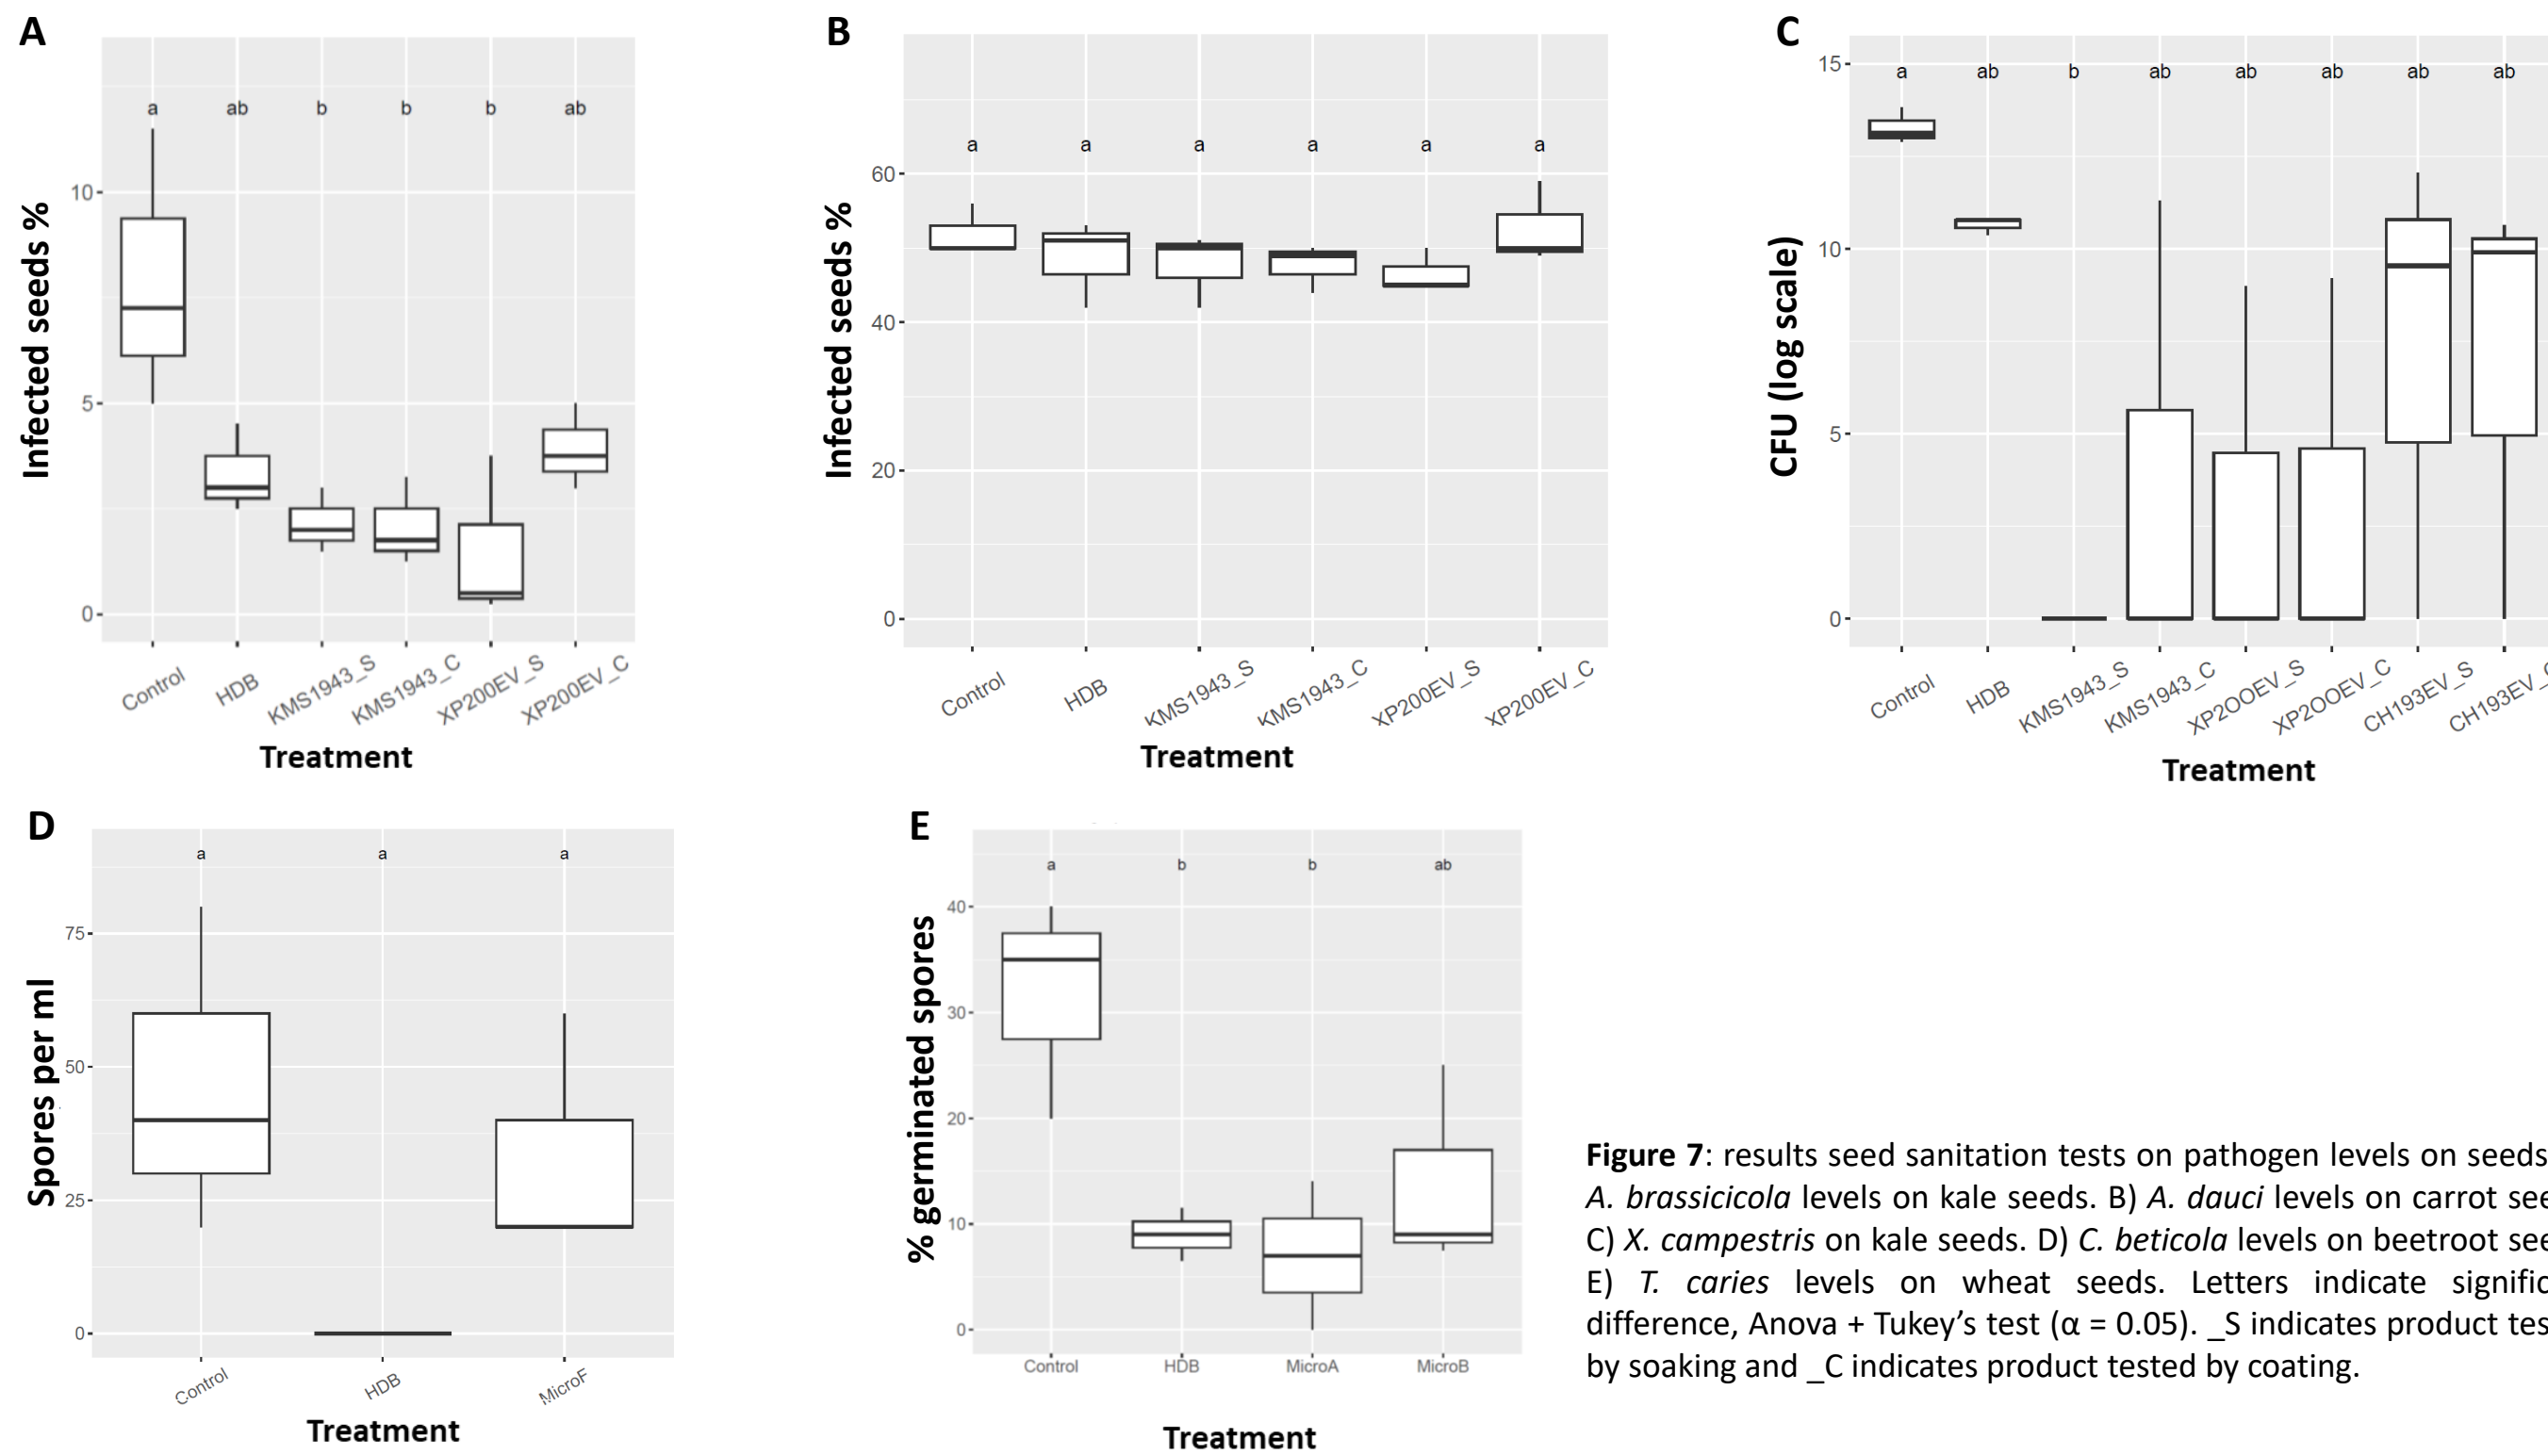 A
Infected seeds %
10
5
0
a ab b b b ab
Control HDB KMS1943_S KMS1943_C XP200EV_S XP200EV_C
Treatment
B
Infected seeds %
60
40
20
0
a a a a a a
Control HDB KMS1943_S KMS1943_C XP200EV_S XP200EV_C
Treatment
C
CFU (log scale)
15
10
5
0
a ab b ab ab ab ab ab
Control HDB KMS1943_S KMS1943_C XP2OOEV_S XP2OOEV_C CH193EV_S
Treatment
D
Spores per ml
75
50
25
0
a a a
Control HDB MicroF
Treatment
E
% germinated spores
40
30
20
10
0
a b b ab
Control HDB MicroA MicroB
Treatment
Figure 7: results seed sanitation tests on pathogen levels on seeds
A. brassicicola levels on kale seeds. B) A. dauci levels on carrot
C) X. campestris on kale seeds. D) C. beticola levels on beetroot
E) T. caries levels on wheat seeds. Letters indicate
difference, Anova + Tukey’s test (α = 0.05). _S indicates product
by soaking and _C indicates product tested by coating.